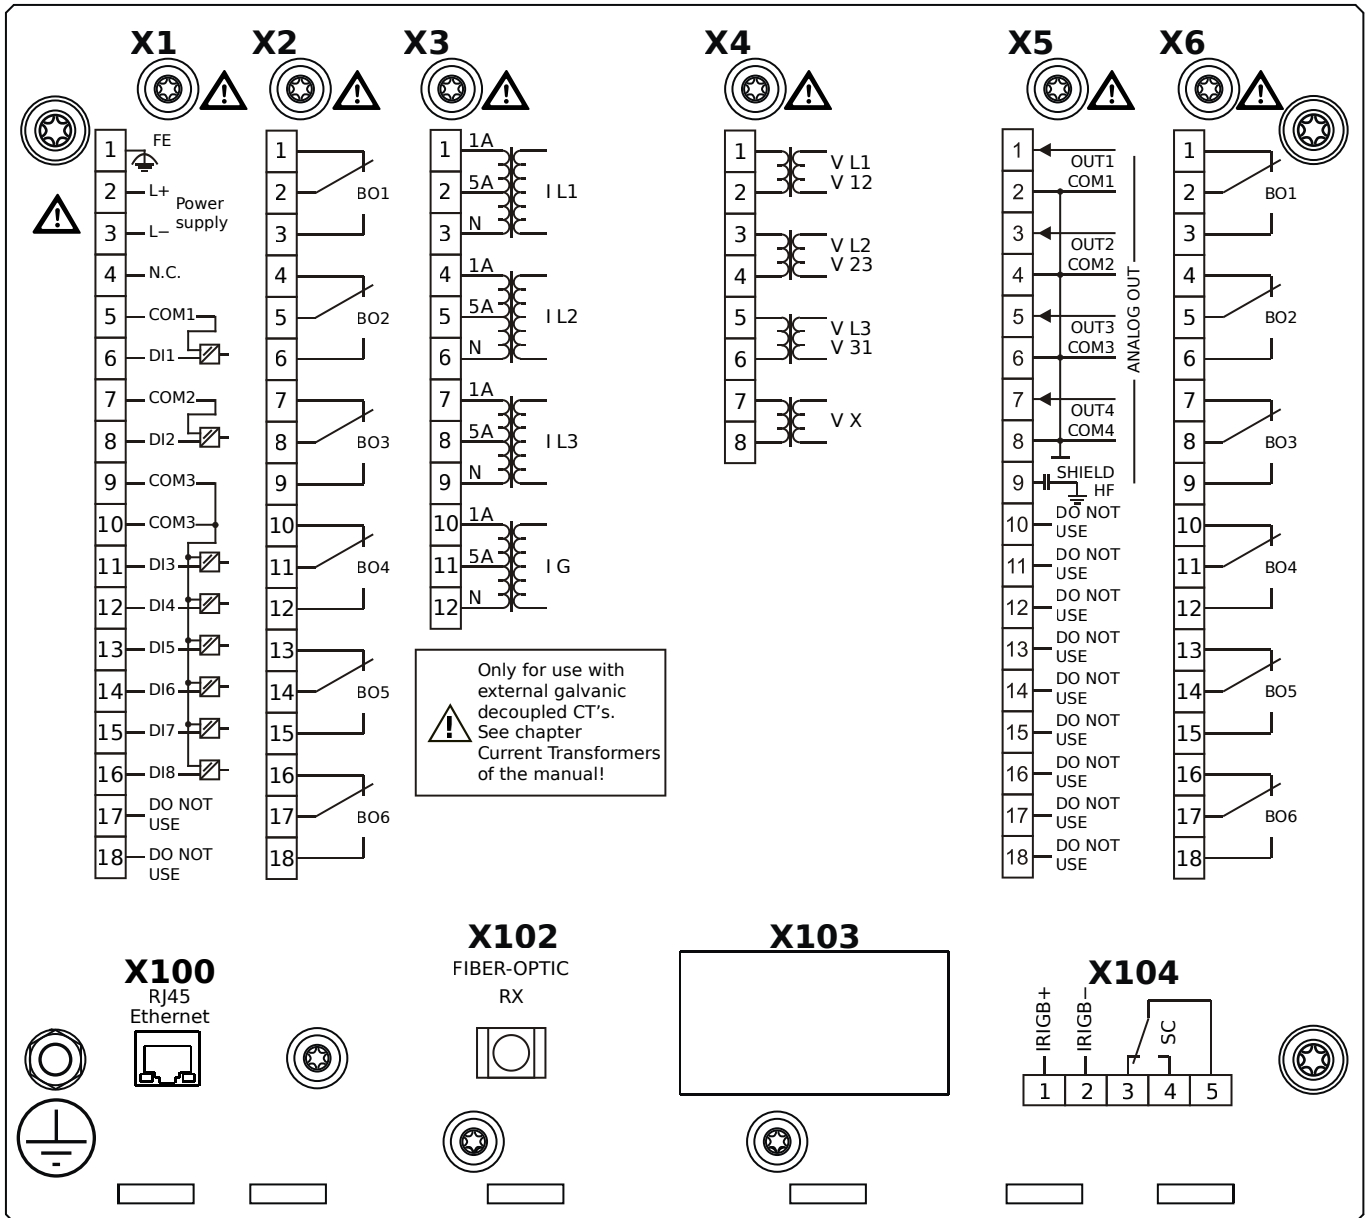 X1
X2
X3
X4
X5
X6
1 FE
2 L+
Power
supply
3 L−
4 N.C.
5 COM1
6 DI1
7 COM2
8 DI2
9 COM3
10 COM3
11 DI3
12 DI4
13 DI5
14 DI6
15 DI7
16 DI8
17 DO NOT
USE
18 DO NOT
USE
1
2 BO1
3
4
5 BO2
6
7
8 BO3
9
10
11 BO4
12
13
14 BO5
15
16
17 BO6
18
1 1A
2 5A I L1
3 N
4 1A
5 5A I L2
6 N
7 1A
8 5A I L3
9 N
10 1A
11 5A I G
12 N
Only for use with
external galvanic
decoupled CT's.
See chapter
Current Transformers
of the manual!
1 V L1
2 V 12
3 V L2
4 V 23
5 V L3
6 V 31
7 V X
8
1 OUT1
2 COM1
3 OUT2
4 COM2
5 OUT3
6 COM3
7 OUT4
8 COM4
ANALOG OUT
9 SHIELD
HF
10 DO NOT
USE
11 DO NOT
USE
12 DO NOT
USE
13 DO NOT
USE
14 DO NOT
USE
15 DO NOT
USE
16 DO NOT
USE
17 DO NOT
USE
18 DO NOT
USE
1
2 BO1
3
4
5 BO2
6
7
8 BO3
9
10
11 BO4
12
13
14 BO5
15
16
17 BO6
18
X100
RJ45
Ethernet
X102
FIBER-OPTIC
RX
X103
X104
IRIGB+
IRIGB−
SC
1 2 3 4 5